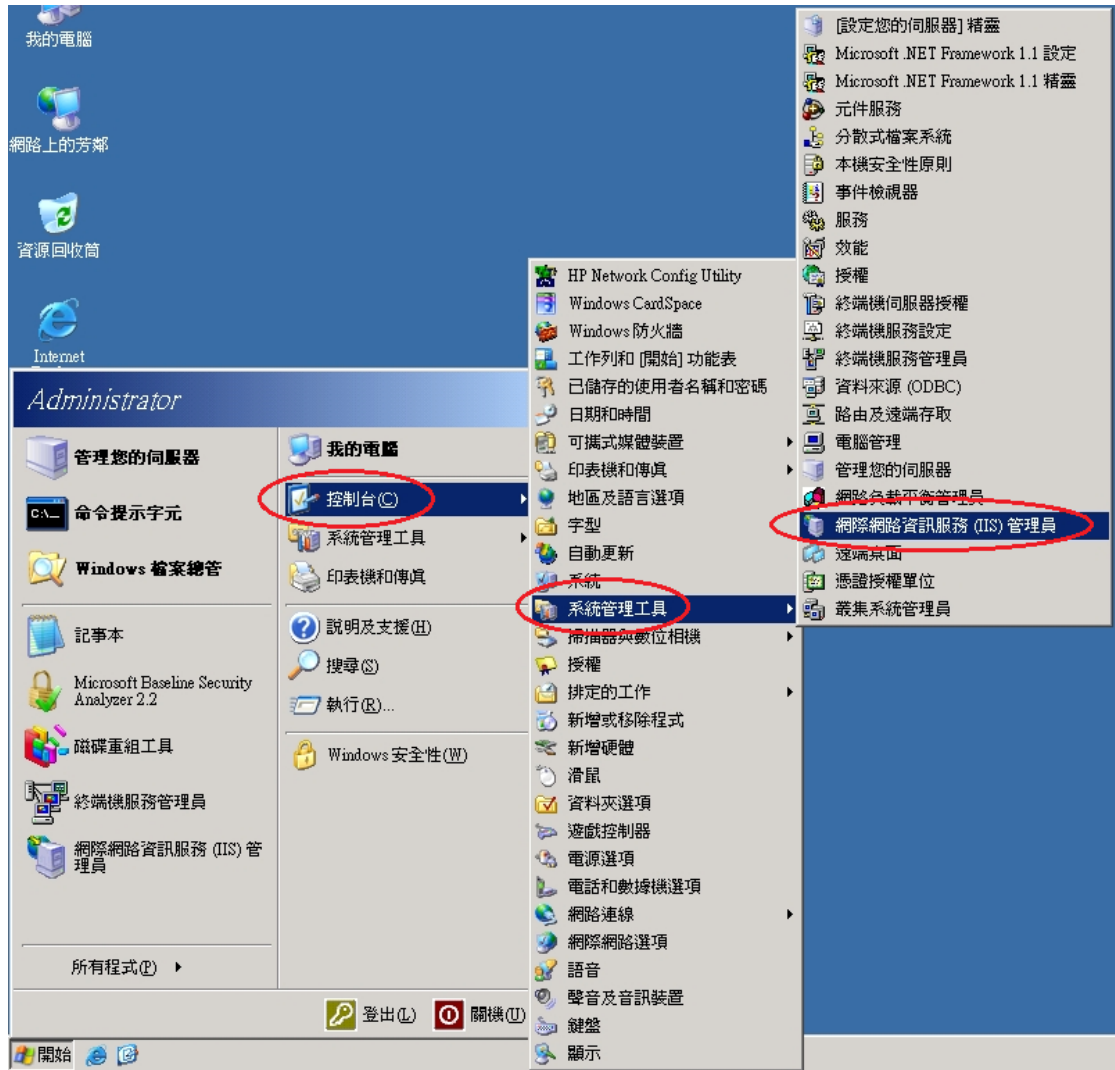 我的電腦
網路上的芳鄰
資源回收筒
Internet
Administrator
管理您的伺服器
命令提示字元
Windows 檔案總管
記事本
Microsoft Baseline Security
Analyzer 2.2
磁碟重組工具
終端機服務管理員
網際網路資訊服務 (IIS) 管
理員
所有程式(P)
我的電腦
控制台(C)
系統管理工具
印表機和傳真
說明及支援(H)
搜尋(S)
執行(R)...
Windows 安全性(W)
登出(L)
關機(U)
開始
HP Network Config Utility
Windows CardSpace
Windows 防火牆
工作列和 [開始] 功能表
已儲存的使用者名稱和密碼
日期和時間
可攜式媒體裝置
印表機和傳真
地區及語言選項
字型
自動更新
系統
系統管理工具
掃描器與數位相機
授權
排定的工作
新增或移除程式
新增硬體
滑鼠
資料夾選項
遊戲控制器
電源選項
電話和數據機選項
網路連線
網際網路選項
語音
聲音及音訊裝置
鍵盤
顯示
[設定您的伺服器] 精靈
Microsoft .NET Framework 1.1 設定
Microsoft .NET Framework 1.1 精靈
元件服務
分散式檔案系統
本機安全性原則
事件檢視器
服務
效能
授權
終端機伺服器授權
終端機服務設定
終端機服務管理員
資料來源 (ODBC)
路由及遠端存取
電腦管理
管理您的伺服器
網路負載平衡管理員
網際網路資訊服務 (IIS) 管理員
遠端桌面
憑證授權單位
叢集系統管理員